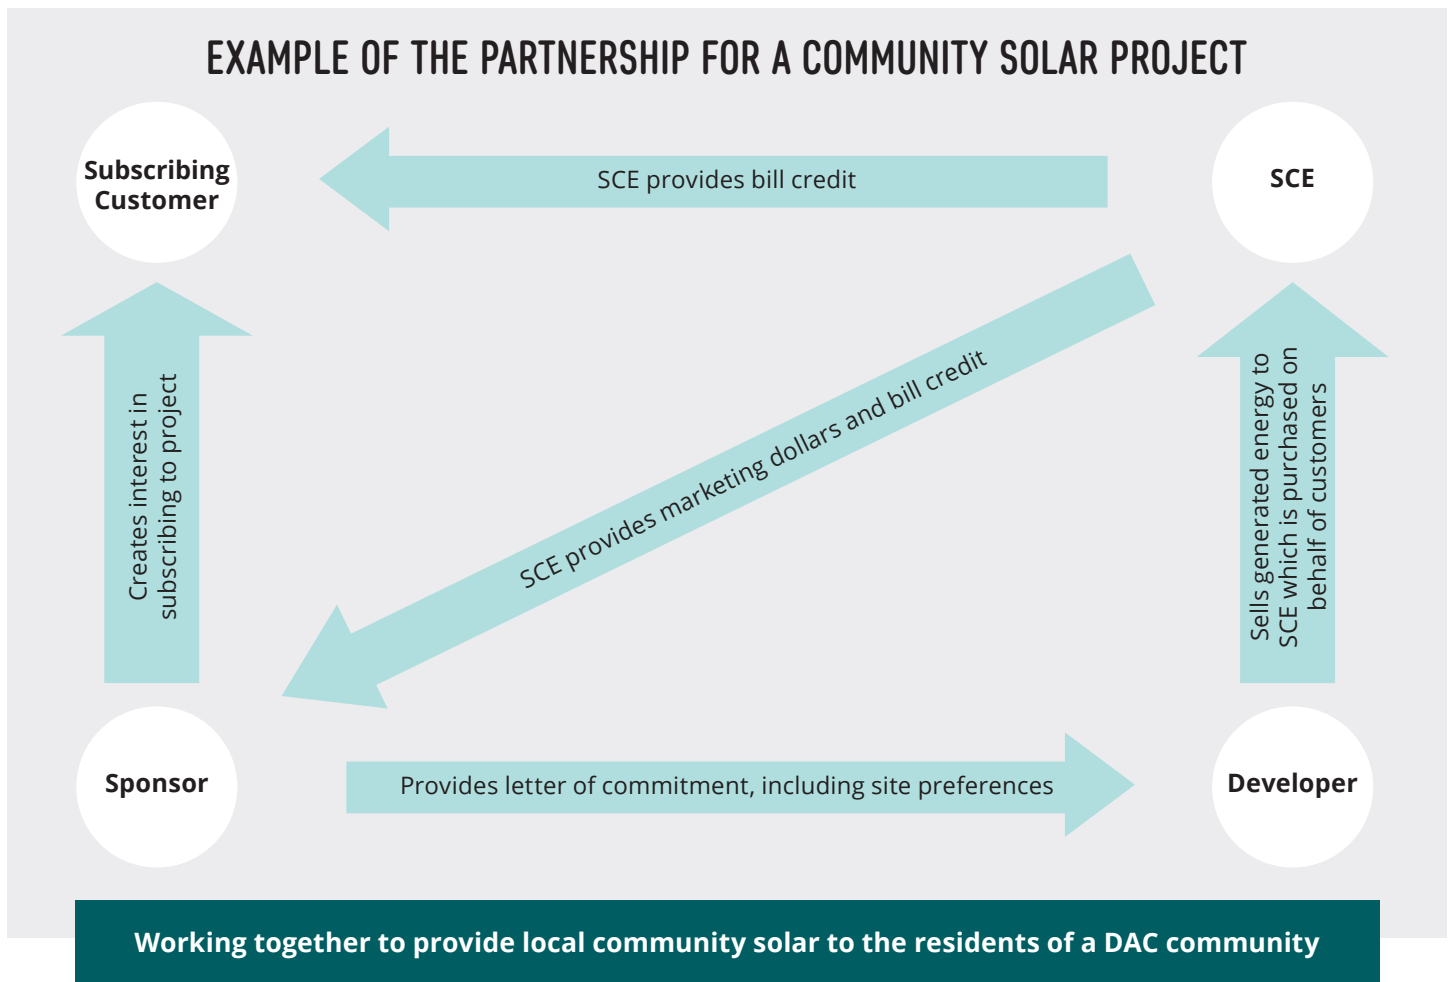 EXAMPLE OF THE PARTNERSHIP FOR A COMMUNITY SOLAR PROJECT
Subscribing
Customer
SCE provides bill credit
SCE
Creates interest in
subscribing to project
SCE provides marketing dollars and bill credit
Sells generated energy to
SCE which is purchased on
behalf of customers
Sponsor
Provides letter of commitment, including site preferences
Developer
Working together to provide local community solar to the residents of a DAC community